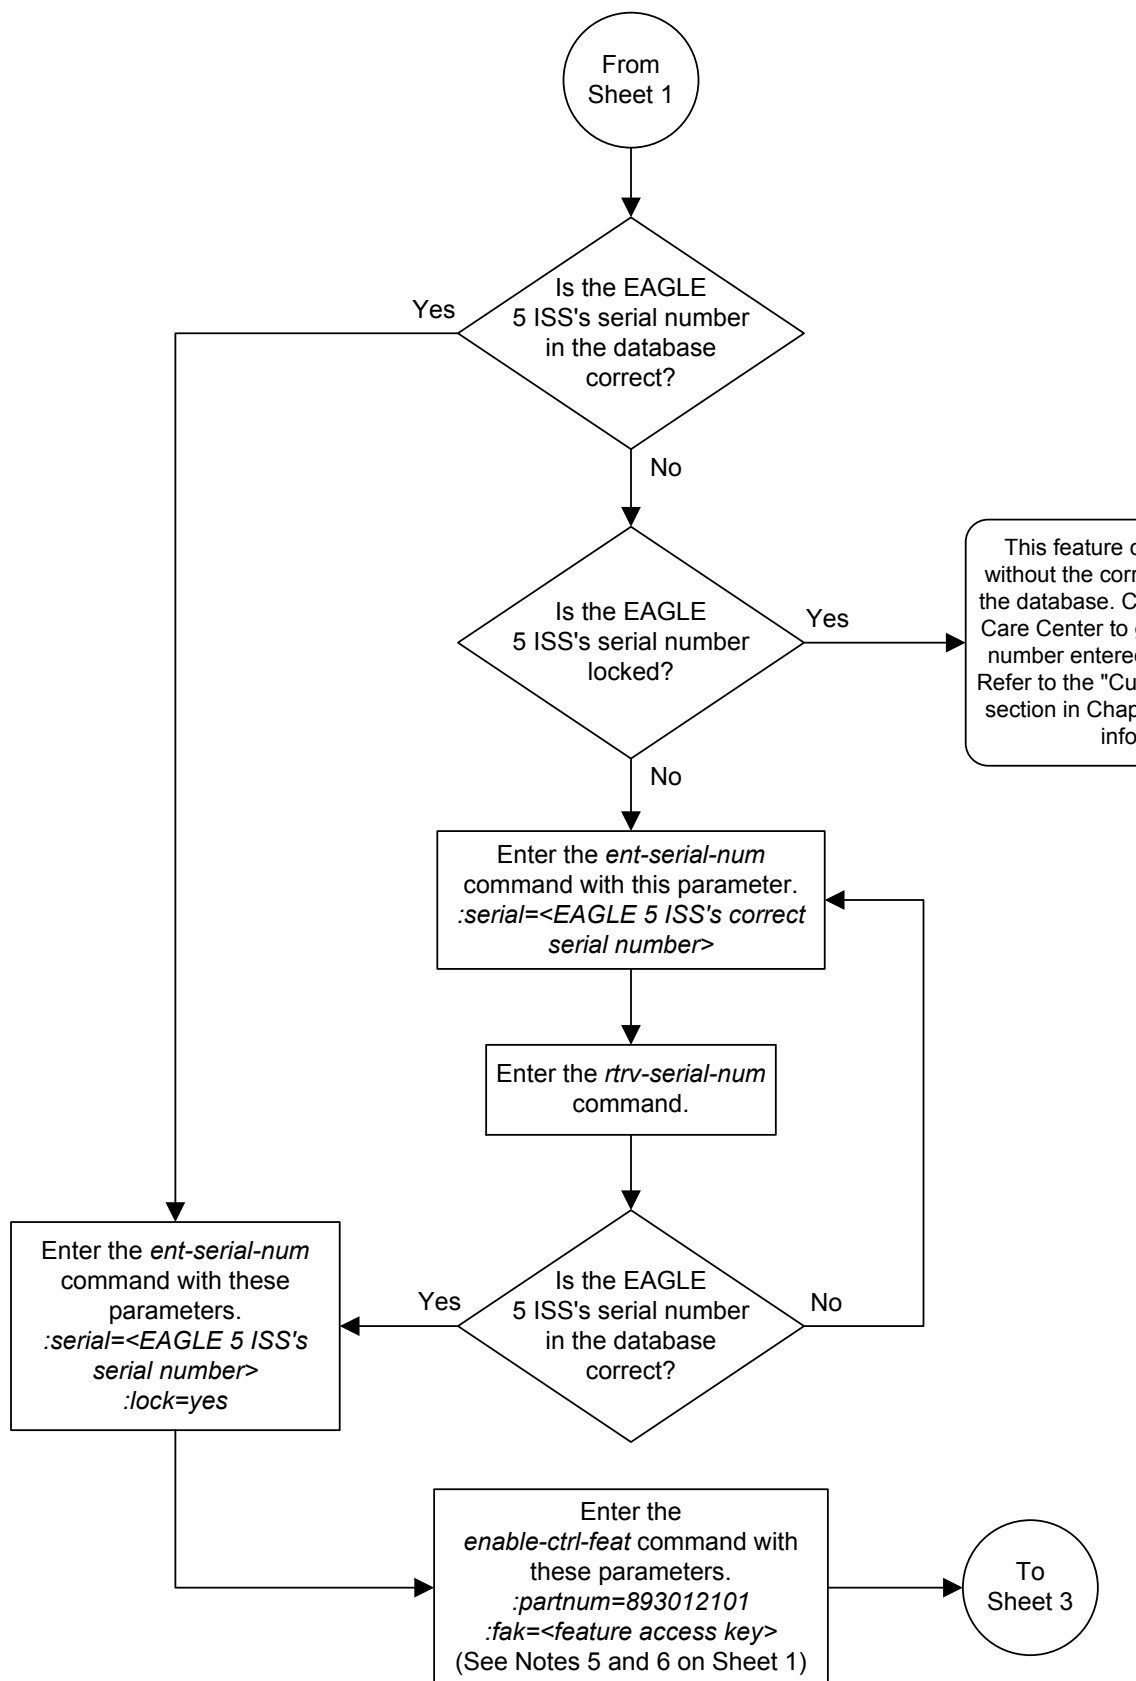 From
Sheet 1
Is the EAGLE
5 ISS's serial number
in the database
correct?
Yes
No
Is the EAGLE
5 ISS's serial number
locked?
Yes
No
This feature
without the
the database.
Care Center to
number entered
Refer to the
section in

Enter the ent-serial-num
command with this parameter.
:serial=<EAGLE 5 ISS's correct
serial number>
Enter the rtrv-serial-num
command.
Is the EAGLE
5 ISS's serial number
in the database
correct?
Yes
No
Enter the ent-serial-num
command with these
parameters.
:serial=<EAGLE 5 ISS's
serial number>
:lock=yes
Enter the
enable-ctrl-feat command with
these parameters.
:partnum=893012101
:fak=<feature access key>
(See Notes 5 and 6 on Sheet 1)
To
Sheet 3